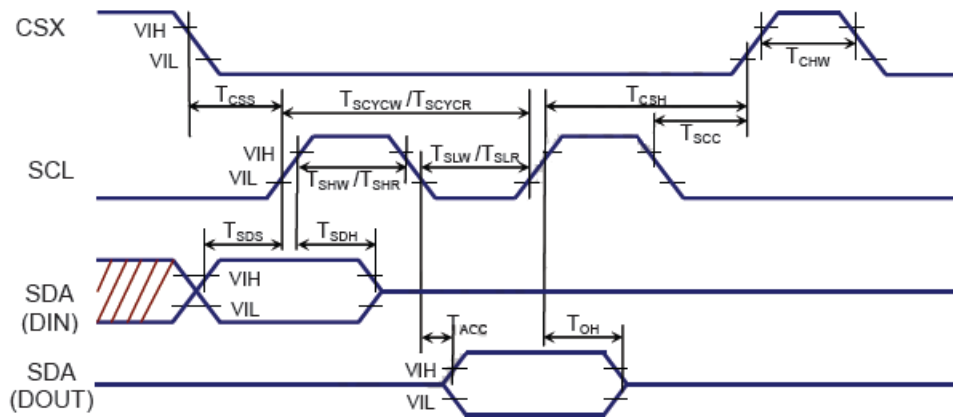 CSX
VIH
VIL
TCHW
TCSS
TSCYCW /TSCYCR
TCSH
TSCC
SCL
VIH
VIL
TSHW /TSHR
TSLW /TSLR
TSDS
TSDH
SDA
(DIN)
VIH
VIL
TACC
TOH
SDA
(DOUT)
VIH
VIL